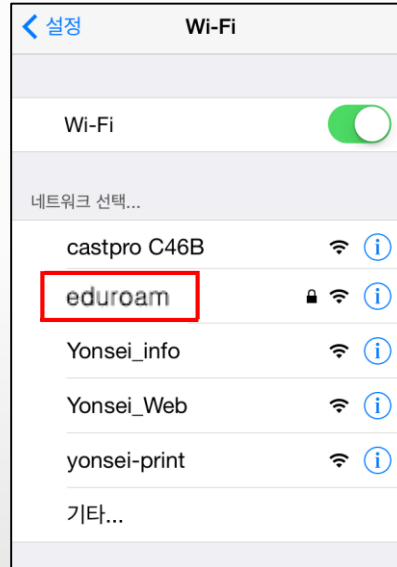 설정 Wi-Fi
Wi-Fi
네트워크 선택...
castpro C46B
eduroam
Yonsei_info
Yonsei_Web
yonsei-print
기타...